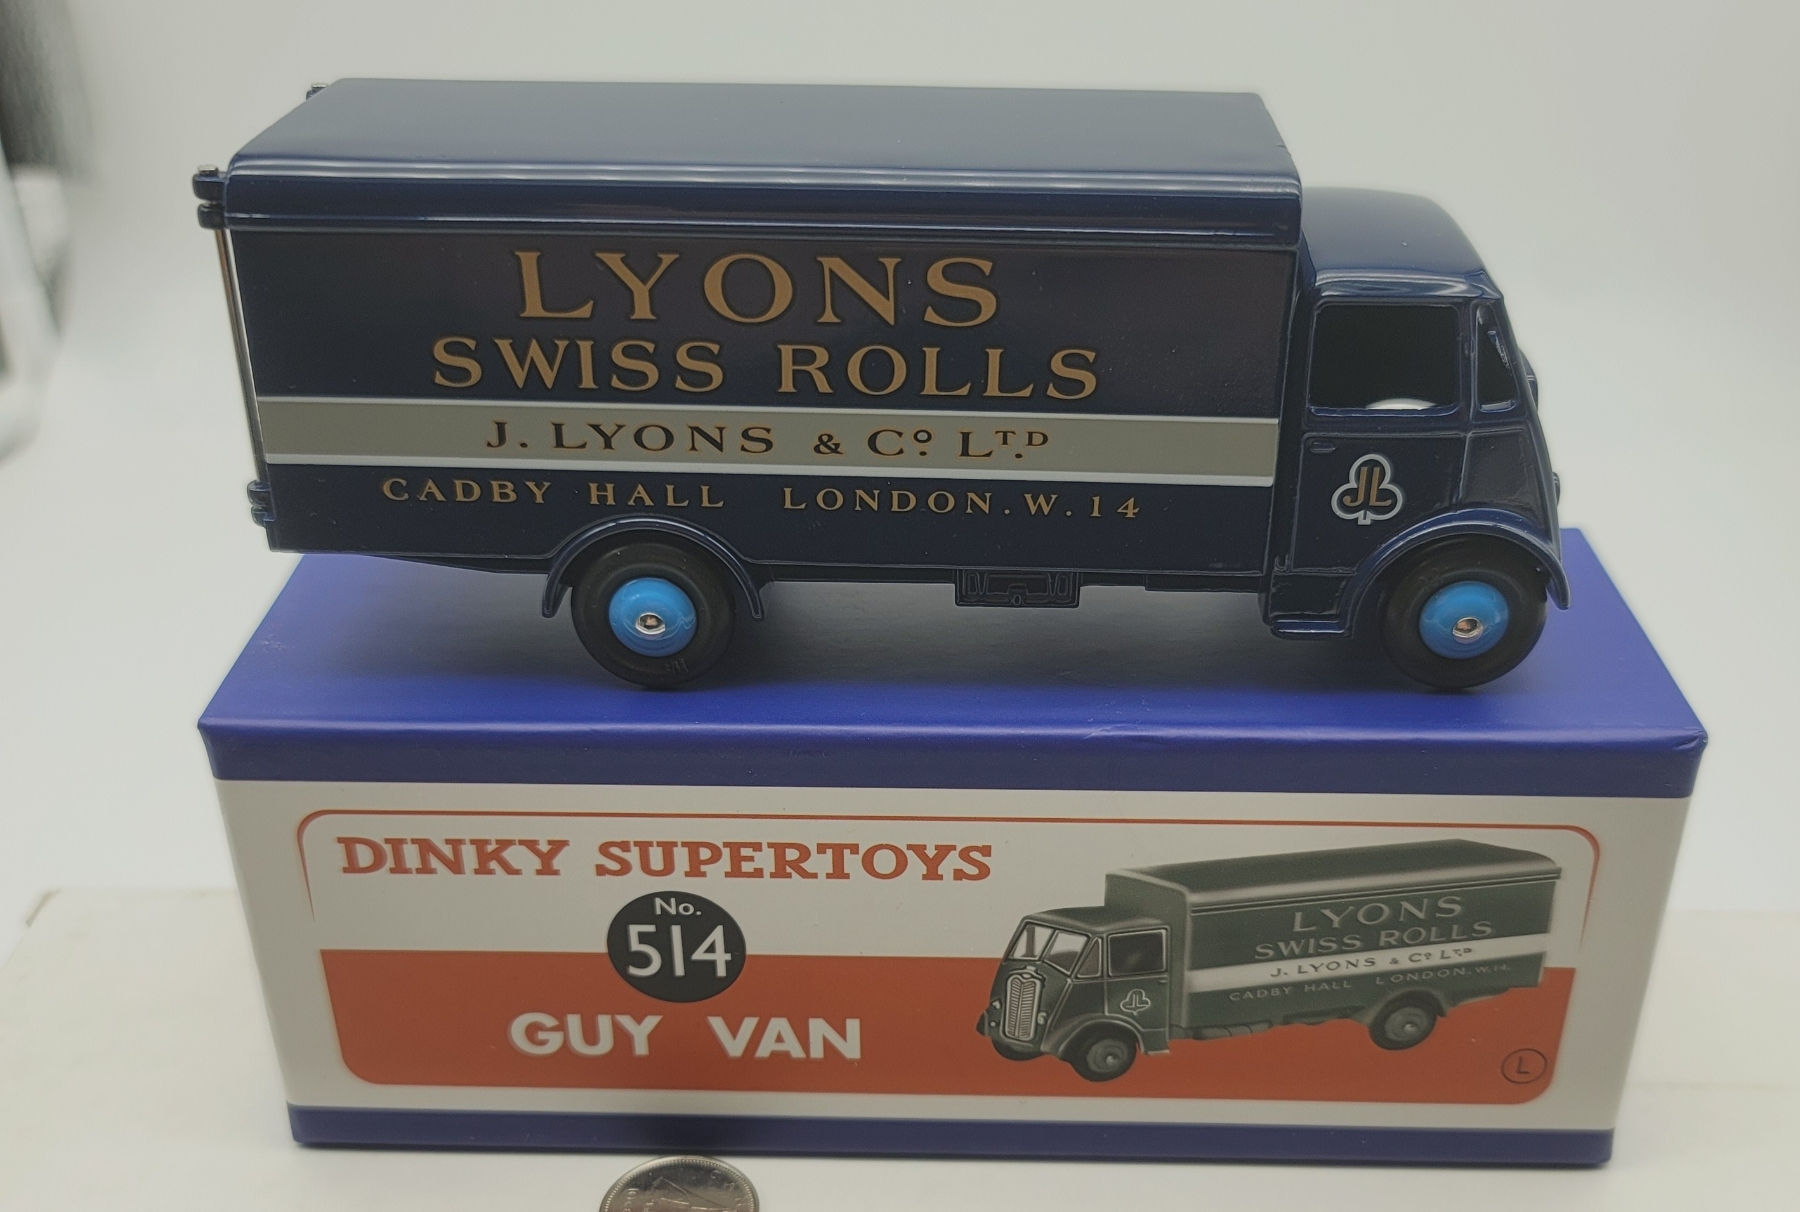 LYONS
SWISS ROLLS
J. LYONS & Cº LTD
CADBY HALL LONDON.W.14
JL
DINKY SUPERTOYS
No.
514
GUY VAN
LYONS
SWISS ROLLS
J. LYONS & Cº LTD
CADBY HALL LONDON.W.14.
JL
L